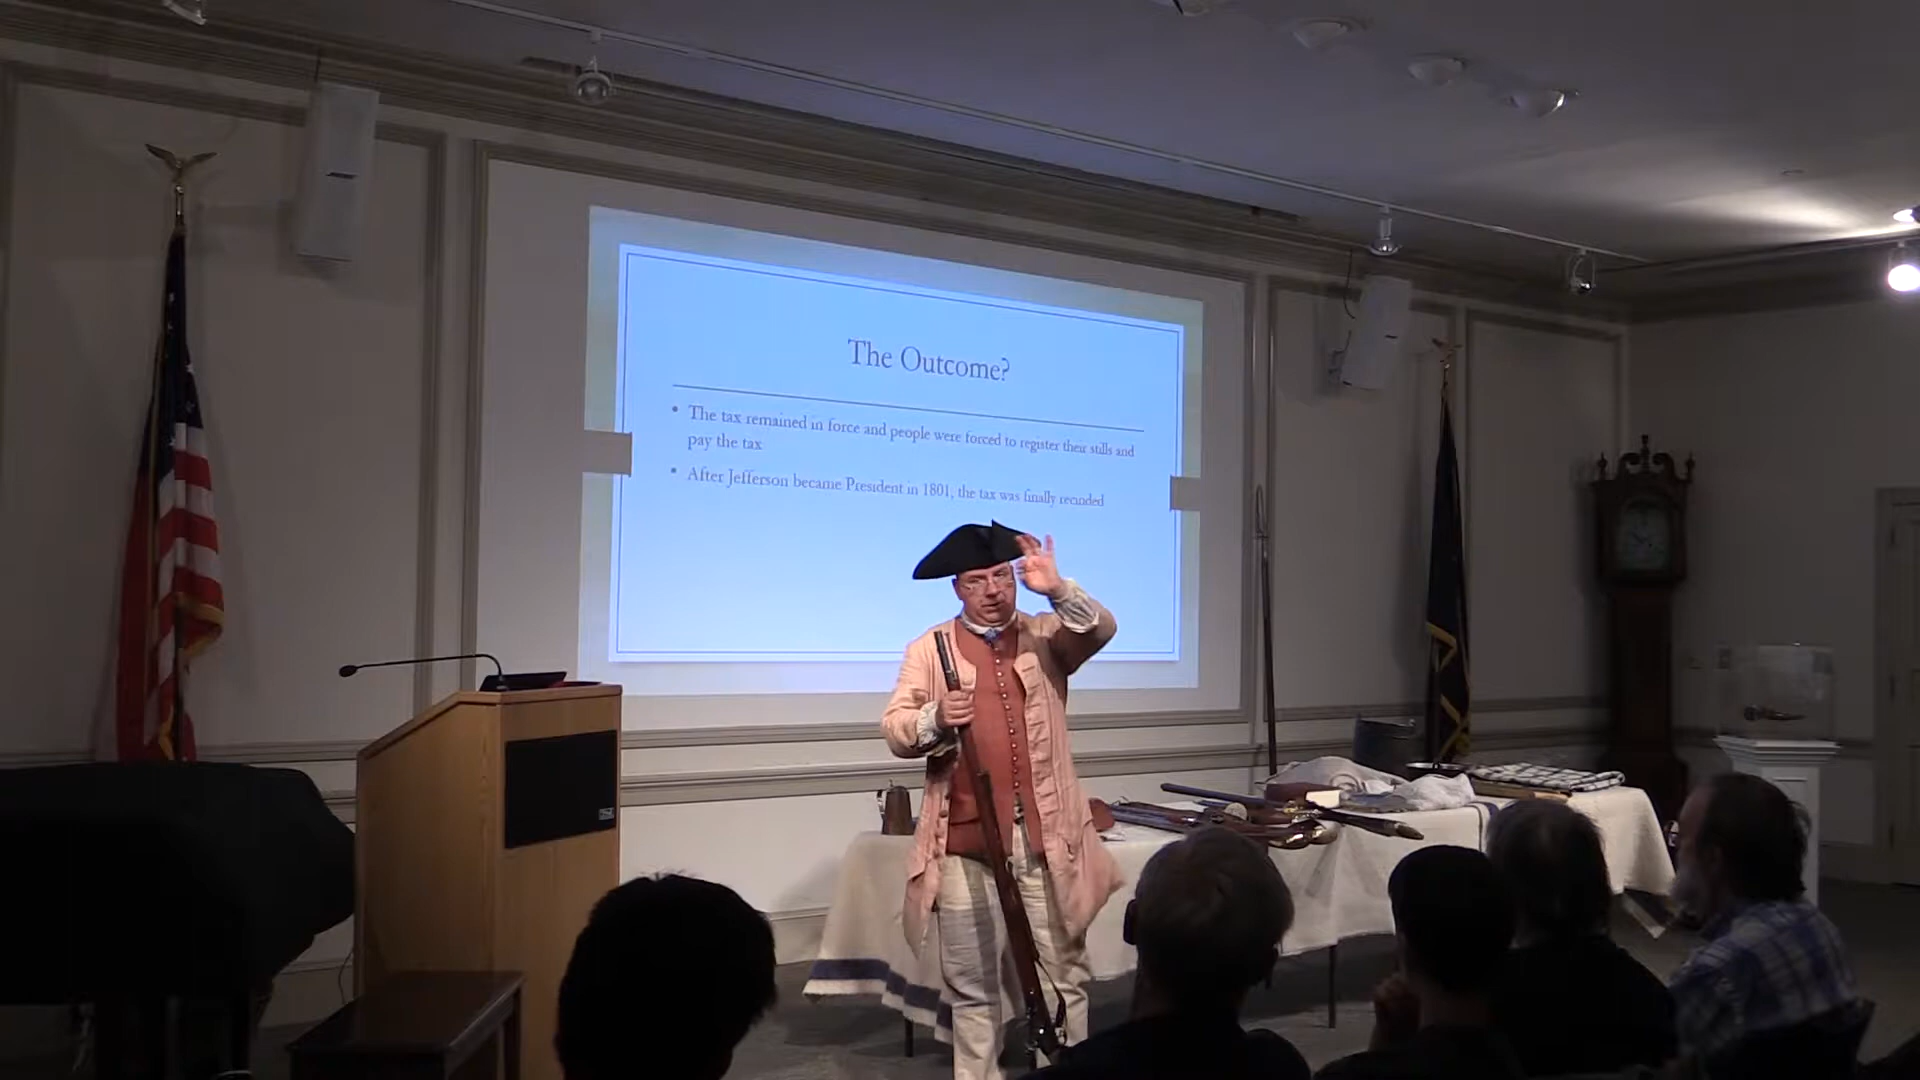 The Outcome?
• The tax remained in force and people were forced to register their stills and
pay the tax
• After Jefferson became President in 1801, the tax was finally recinded